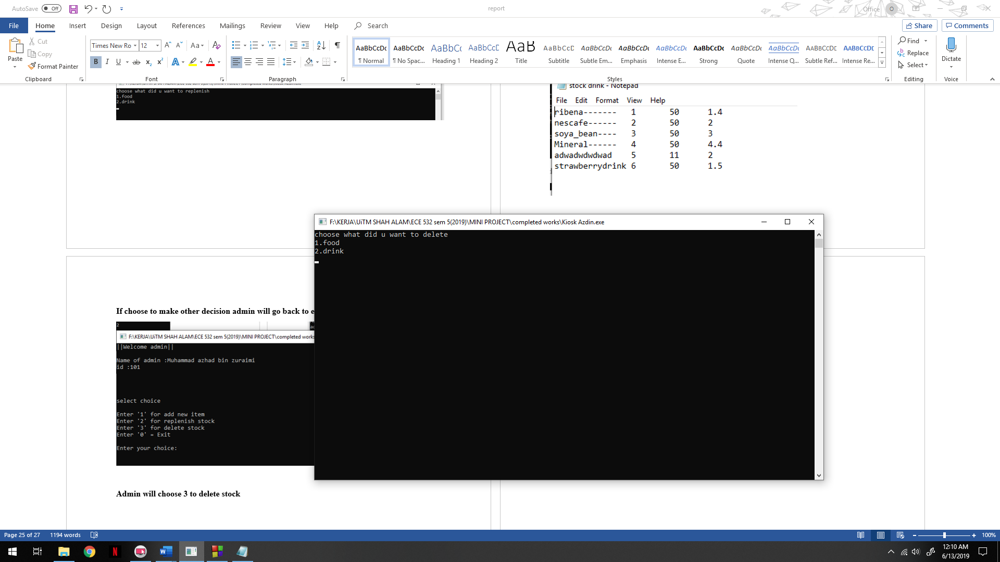 AutoSave Off
report
Office O
File Home Insert Design Layout References Mailings Review View Help Search
Share Comments
Paste
Cut
Copy
Format Painter
Clipboard
Times New Ro 12
Font
Paragraph
AaBbCcDc AaBbCcDc AaBbCc AaBbCcD AaB AaBbCcD AaBbCcDc AaBbCcDc AaBbCcDc AaBbCcDc AaBbCcDc AaBbCcDc AABBCCDE AABBCCDE
¶ Normal ¶ No Spac... Heading 1 Heading 2 Title Subtitle Subtle Em... Emphasis Intense E... Strong Quote Intense Q... Subtle Ref... Intense Re...
Styles
Find
Replace
Select
Editing
Dictate
Voice
choose what did u want to replenish
1.food
2.drink
stock drink - Notepad
File Edit Format View Help
ribena------- 1 50 1.4
nescafe------ 2 50 2
soya_bean---- 3 50 3
Mineral------ 4 50 4.4
adwadwdwdwad 5 11 2
strawberrydrink 6 50 1.5
F:\KERJA\UiTM SHAH ALAM\ECE 532 sem 5(2019)\MINI PROJECT\completed works\Kiosk Azdin.exe
choose what did u want to delete
1.food
2.drink
If choose to make other decision admin will go back to e
2
F:\KERJA\UiTM SHAH ALAM\ECE 532 sem 5(2019)\MINI PROJECT\completed works
||Welcome admin||
Name of admin :Muhammad azhad bin zuraimi
id :101
select choice
Enter '1' for add new item
Enter '2' for replenish stock
Enter '3' for delete stock
Enter '0' = Exit
Enter your choice:
Admin will choose 3 to delete stock
Page 25 of 27 1194 words
100%
12:10 AM
6/13/2019